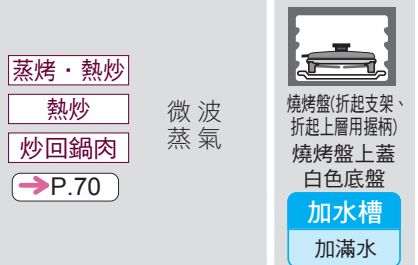 蒸烤・熱炒
熱炒
炒回鍋肉
➔P.70
微波
蒸氣
燒烤盤(折起支架、
折起上層用握柄)
燒烤盤上蓋
白色底盤
加水槽
加滿水